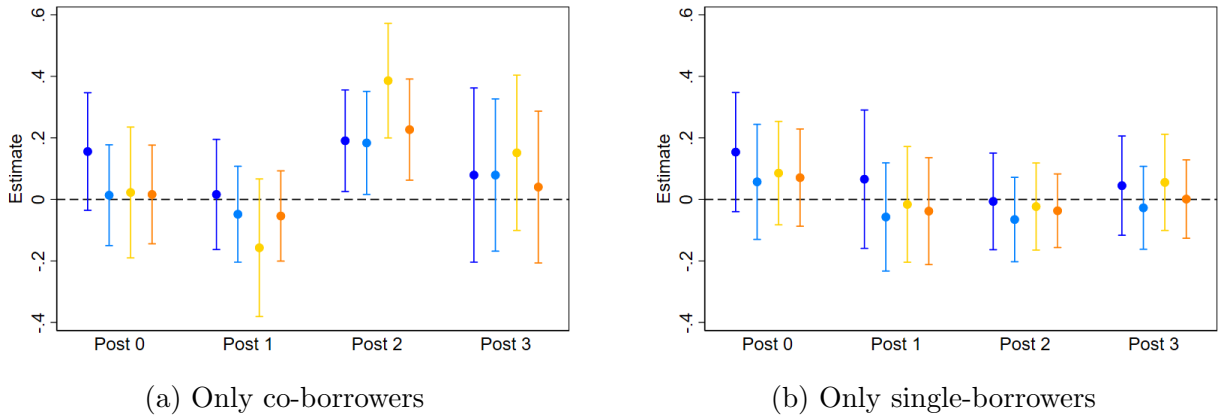 .6
.4
.2
0
-.2
-.4
Estimate
Post 0 Post 1 Post 2 Post 3
(a) Only co-borrowers
.6
.4
.2
0
-.2
-.4
Estimate
Post 0 Post 1 Post 2 Post 3
(b) Only single-borrowers